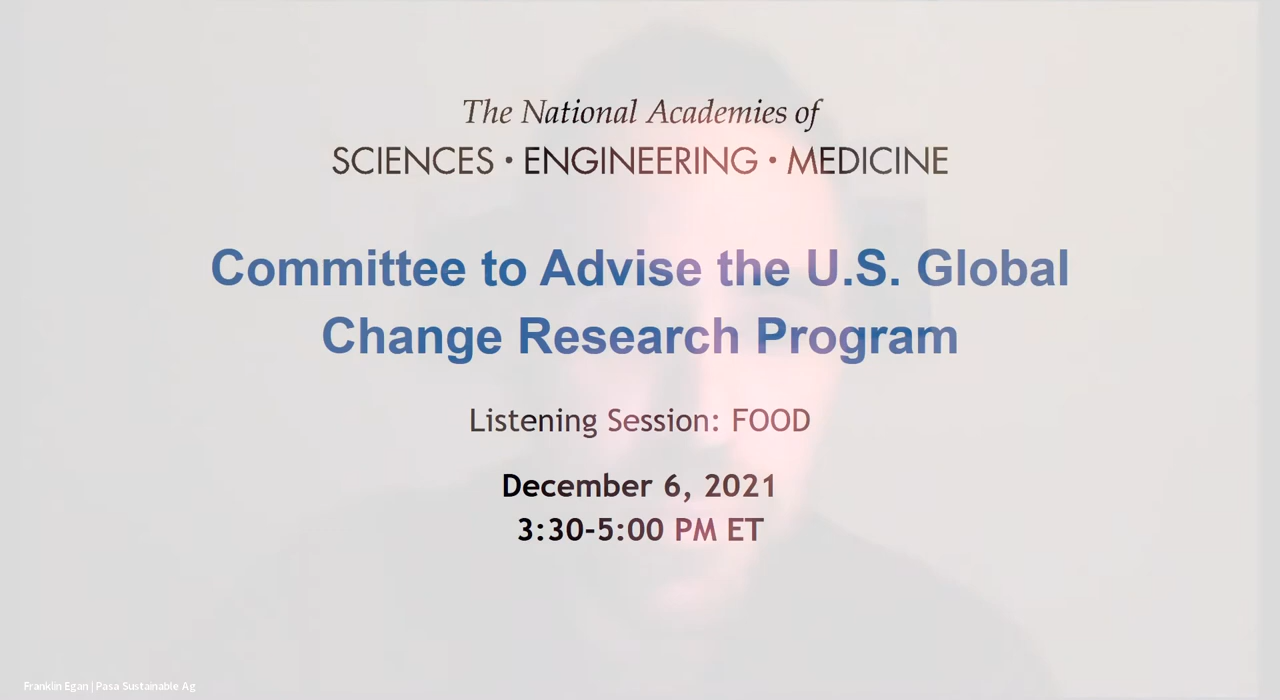 The National Academies of
SCIENCES • ENGINEERING • MEDICINE
Committee to Advise the U.S. Global
Change Research Program
Listening Session: FOOD
December 6, 2021
3:30-5:00 PM ET
Franklin Egan | Pasa Sustainable Ag